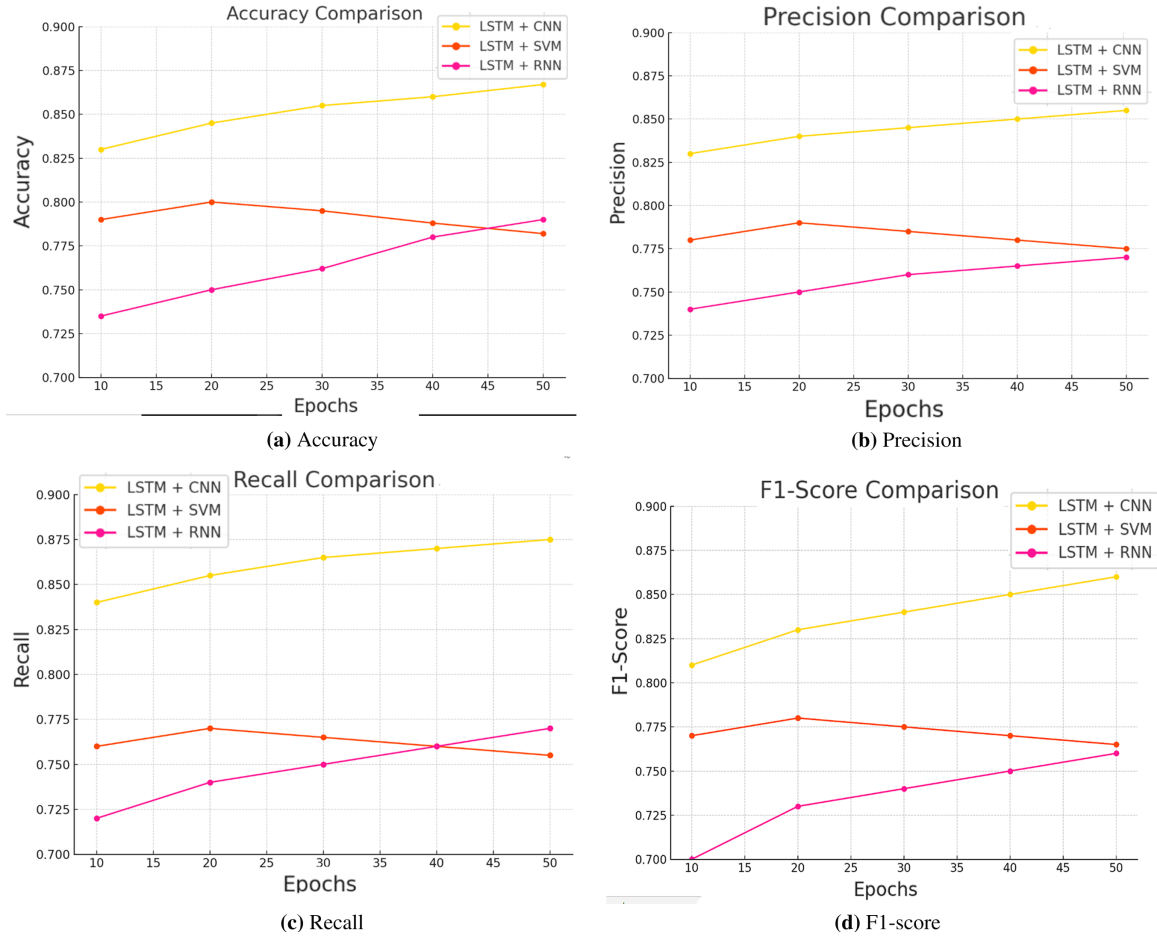 Accuracy Comparison
LSTM + CNN
LSTM + SVM
LSTM + RNN
0.900
0.875
0.850
0.825
0.800
0.775
0.750
0.725
0.700
Accuracy
10 15 20 25 30 35 40 45 50
Epochs
(a) Accuracy
Precision Comparison
LSTM + CNN
LSTM + SVM
LSTM + RNN
0.900
0.875
0.850
0.825
0.800
0.775
0.750
0.725
0.700
Precision
10 15 20 25 30 35 40 45 50
Epochs
(b) Precision
Recall Comparison
LSTM + CNN
LSTM + SVM
LSTM + RNN
0.900
0.875
0.850
0.825
0.800
0.775
0.750
0.725
0.700
Recall
10 15 20 25 30 35 40 45 50
Epochs
(c) Recall
F1-Score Comparison
LSTM + CNN
LSTM + SVM
LSTM + RNN
0.900
0.875
0.850
0.825
0.800
0.775
0.750
0.725
0.700
F1-Score
10 15 20 25 30 35 40 45 50
Epochs
(d) F1-score